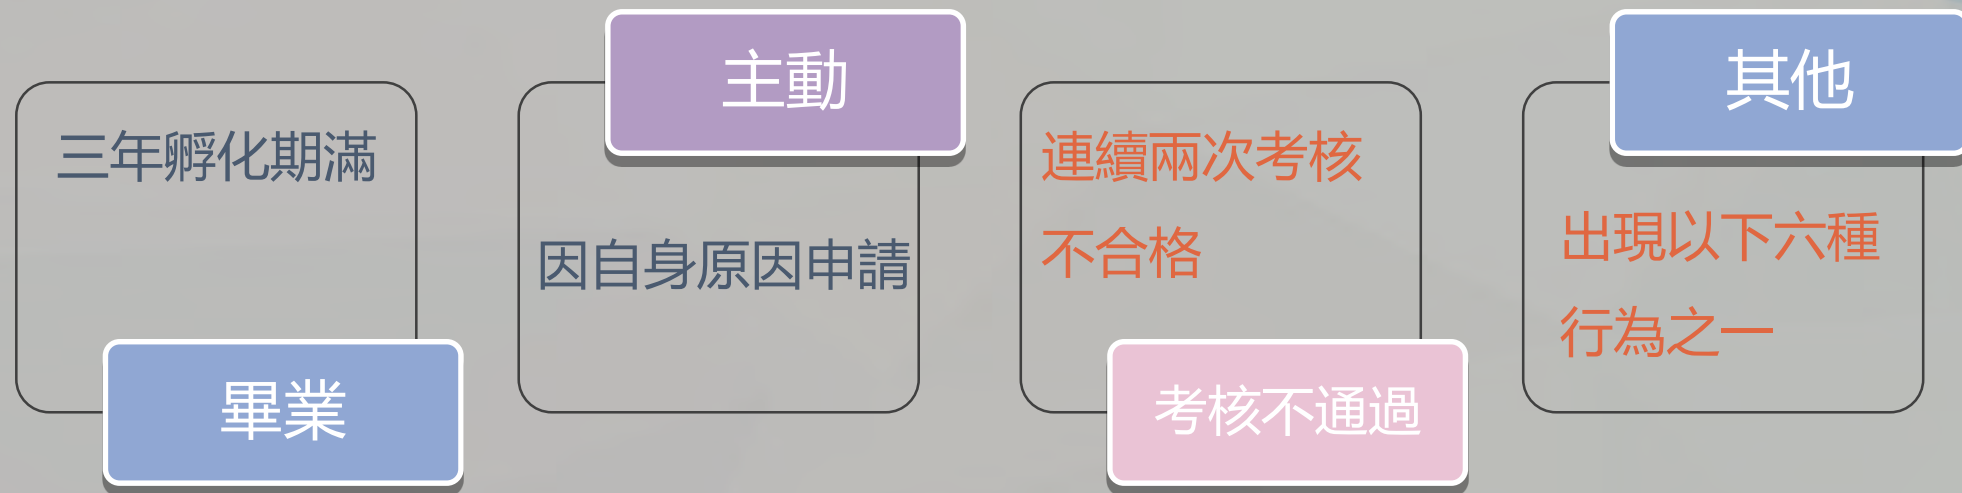 三年孵化期滿
畢業
主動
因自身原因申請
連續兩次考核
不合格
考核不通過
其他
出現以下六種
行為之一